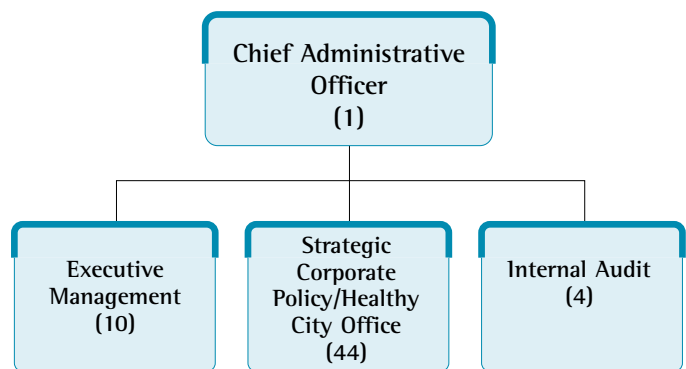 Chief Administrative
Officer
(1)
Executive
Management
(10)
Strategic
Corporate
Policy/Healthy
City Office
(44)
Internal Audit
(4)